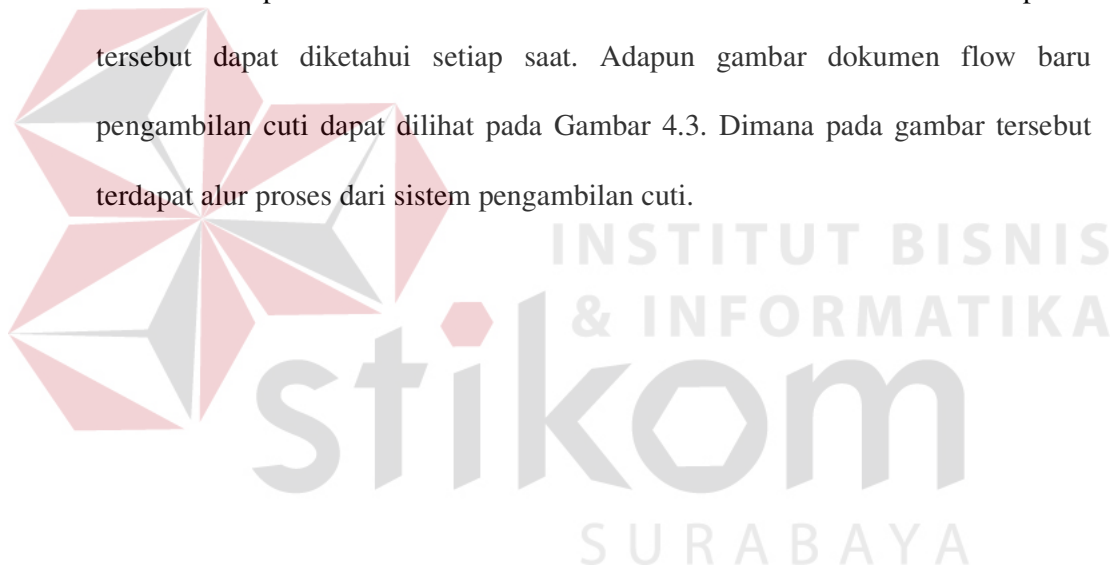 tersebut dapat diketahui setiap saat. Adapun gambar dokumen flow baru
pengambilan cuti dapat dilihat pada Gambar 4.3. Dimana pada gambar tersebut
terdapat alur proses dari sistem pengambilan cuti.
INSTITUT BISNIS
& INFORMATIKA
stikom
SURABAYA